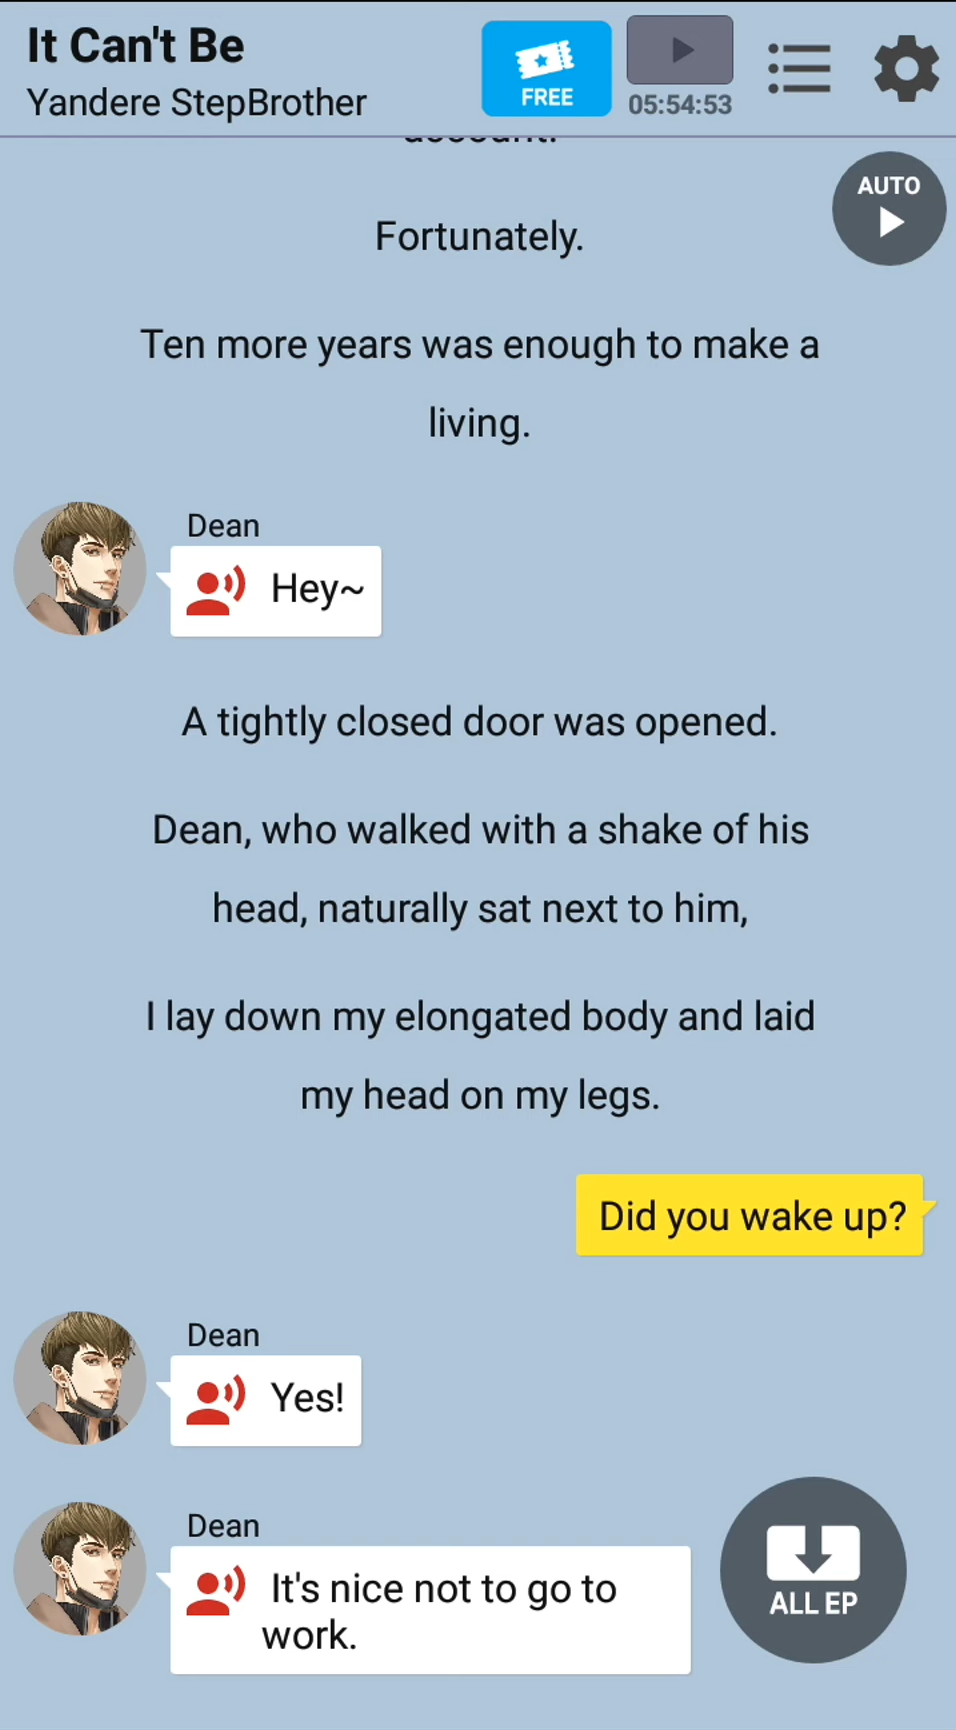 It Can't Be
Yandere StepBrother
FREE
05:54:53
AUTO
Fortunately.
Ten more years was enough to make a
living.
Dean
Hey~
A tightly closed door was opened.
Dean, who walked with a shake of his
head, naturally sat next to him,
I lay down my elongated body and laid
my head on my legs.
Did you wake up?
Dean
Yes!
Dean
It's nice not to go to
work.
ALL EP